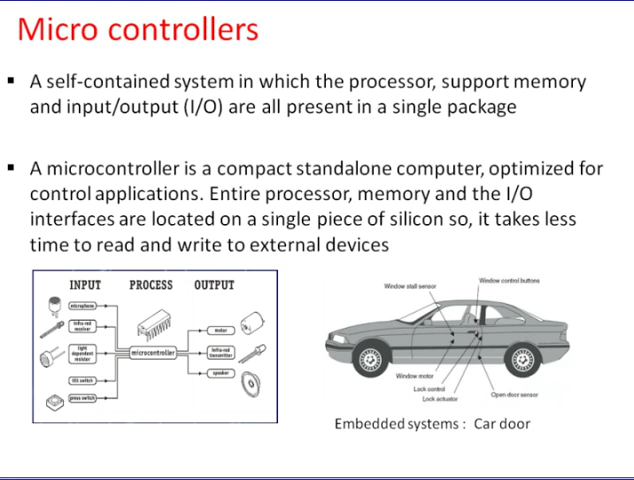 Micro controllers
▪ A self-contained system in which the processor, support memory
and input/output (I/O) are all present in a single package
▪ A microcontroller is a compact standalone computer, optimized for
control applications. Entire processor, memory and the I/O
interfaces are located on a single piece of silicon so, it takes less
time to read and write to external devices
INPUT PROCESS OUTPUT
microphone
infra-red
receiver
light
dependent
resistor
tilt switch
press switch
microcontroller
motor
infra-red
transmitter
speaker
Window stall sensor
Window control buttons
Window motor
Lock control
Lock actuator
Open door sensor
Embedded systems : Car door